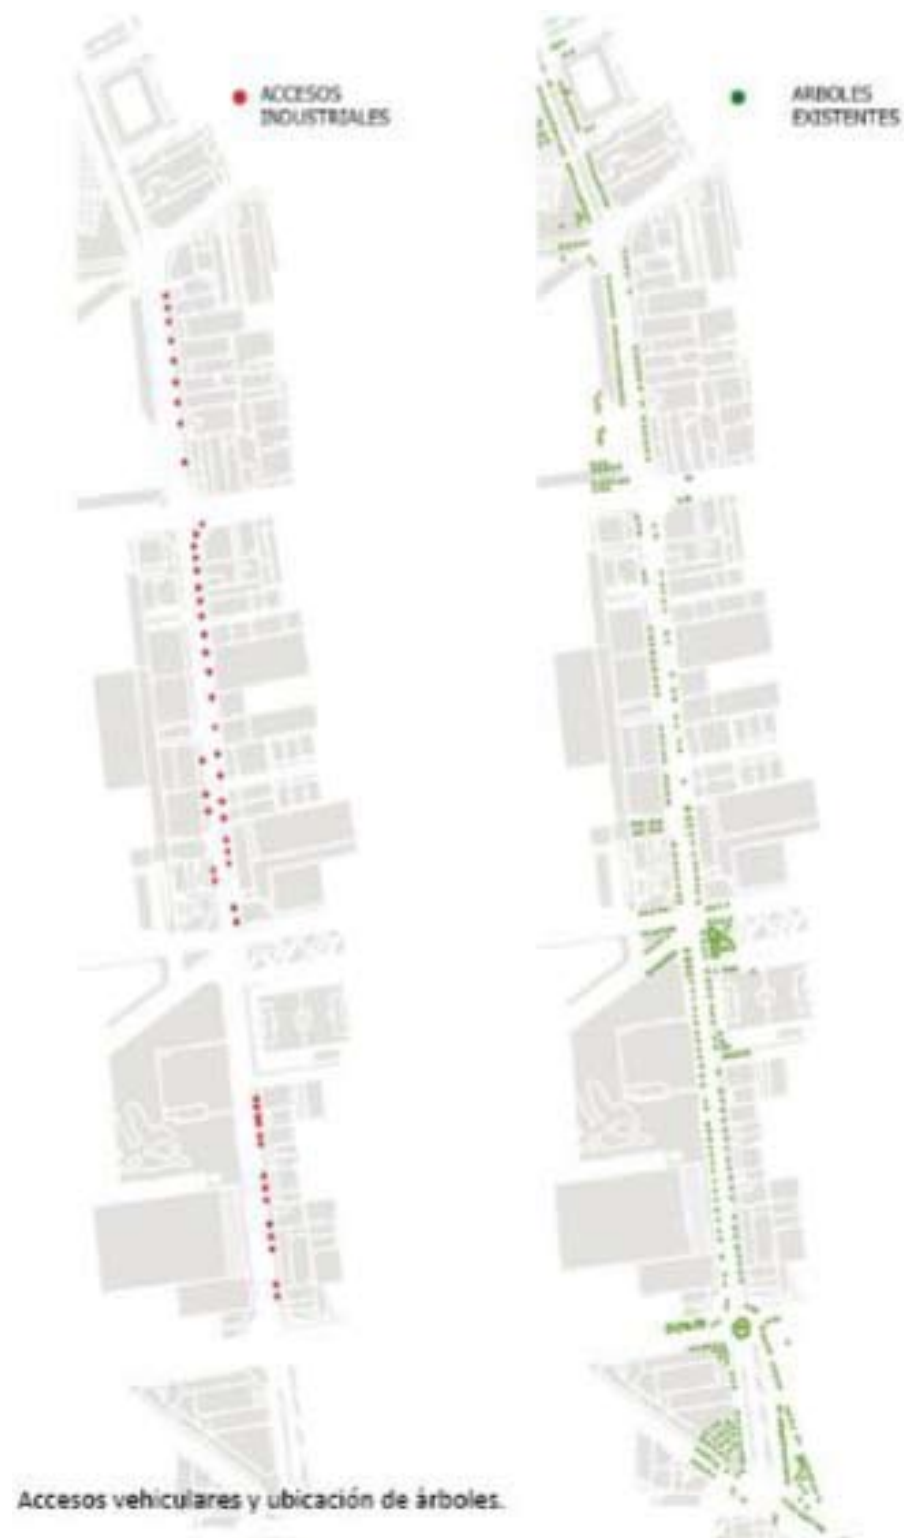 ACCESOS
INDUSTRIALES
ARBOLES
EXISTENTES
Accesos vehiculares y ubicación de árboles.